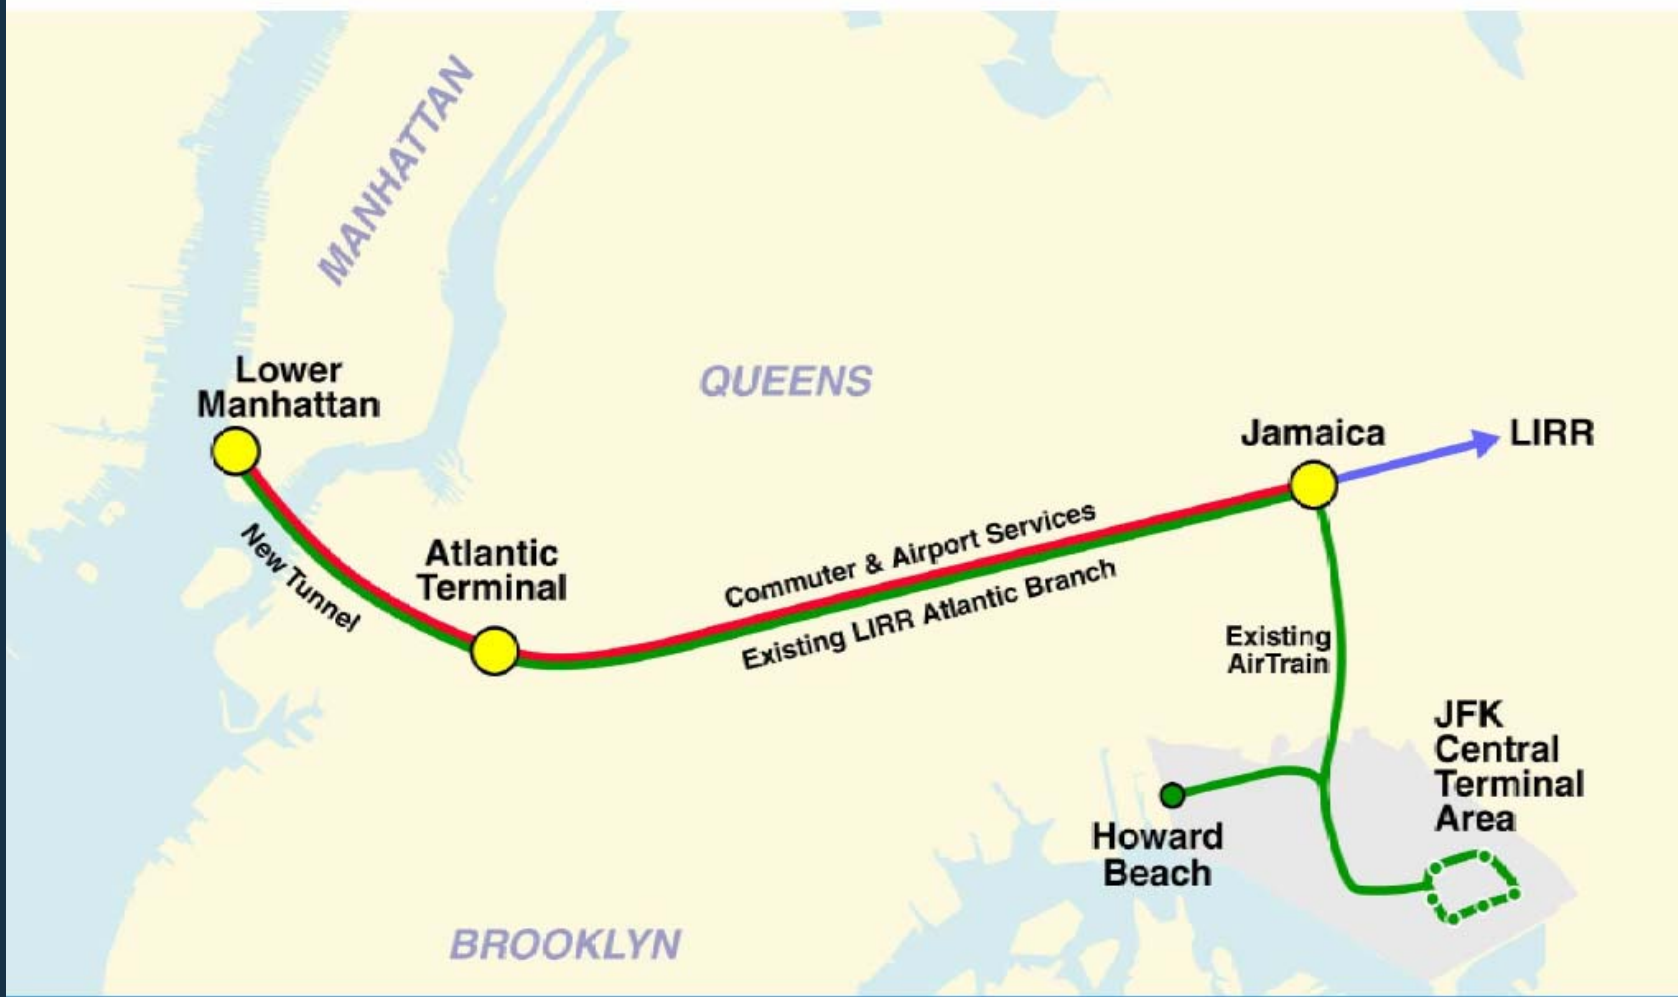 MANHATTAN
Lower
Manhattan
QUEENS
Jamaica
LIRR
New Tunnel
Atlantic
Terminal
Commuter & Airport Services
Existing LIRR Atlantic Branch
Existing
AirTrain
JFK
Central
Terminal
Area
Howard
Beach
BROOKLYN